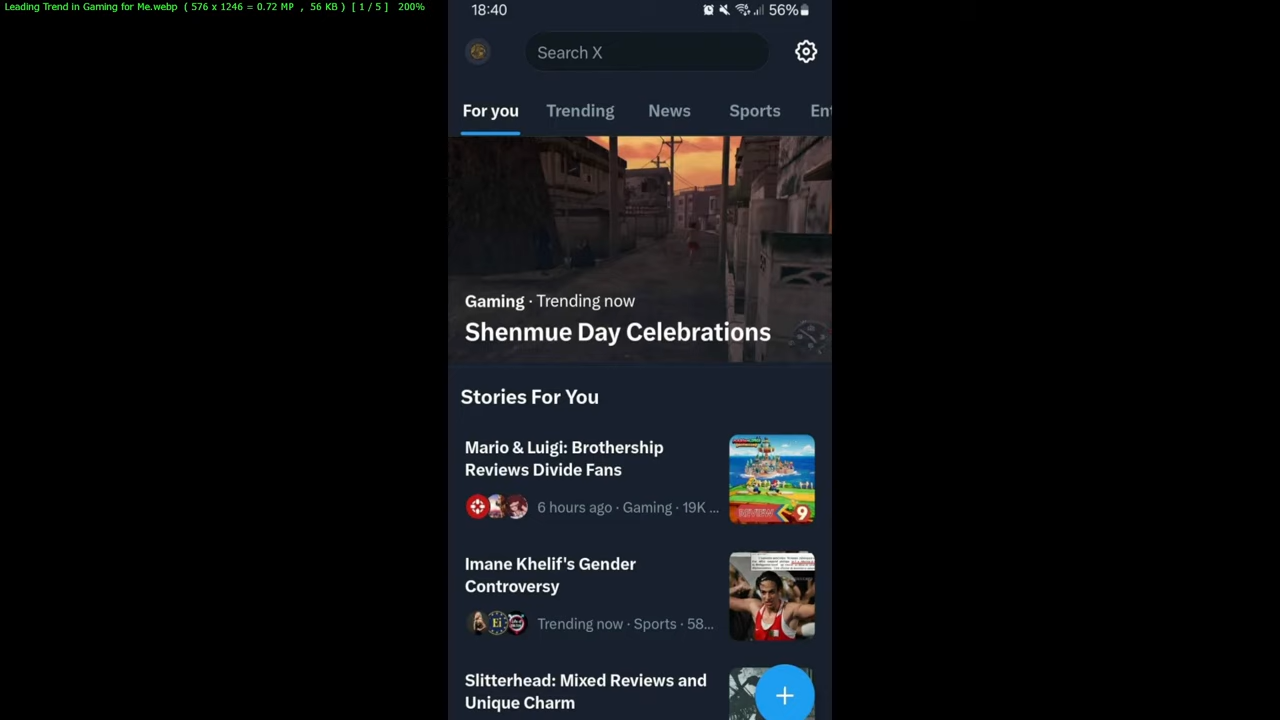 Leading Trend in Gaming for Me.webp ( 576 x 1246 = 0.72 MP , 56 KB ) [ 1 / 5 ] 200%
18:40
56%
Search X
For you Trending News Sports Ent
Gaming · Trending now
Shenmue Day Celebrations
Stories For You
Mario & Luigi: Brothership
Reviews Divide Fans
6 hours ago · Gaming · 19K ...
REVIEW 9
Imane Khelif's Gender
Controversy
Ei
Trending now · Sports · 58...
Slitterhead: Mixed Reviews and
Unique Charm